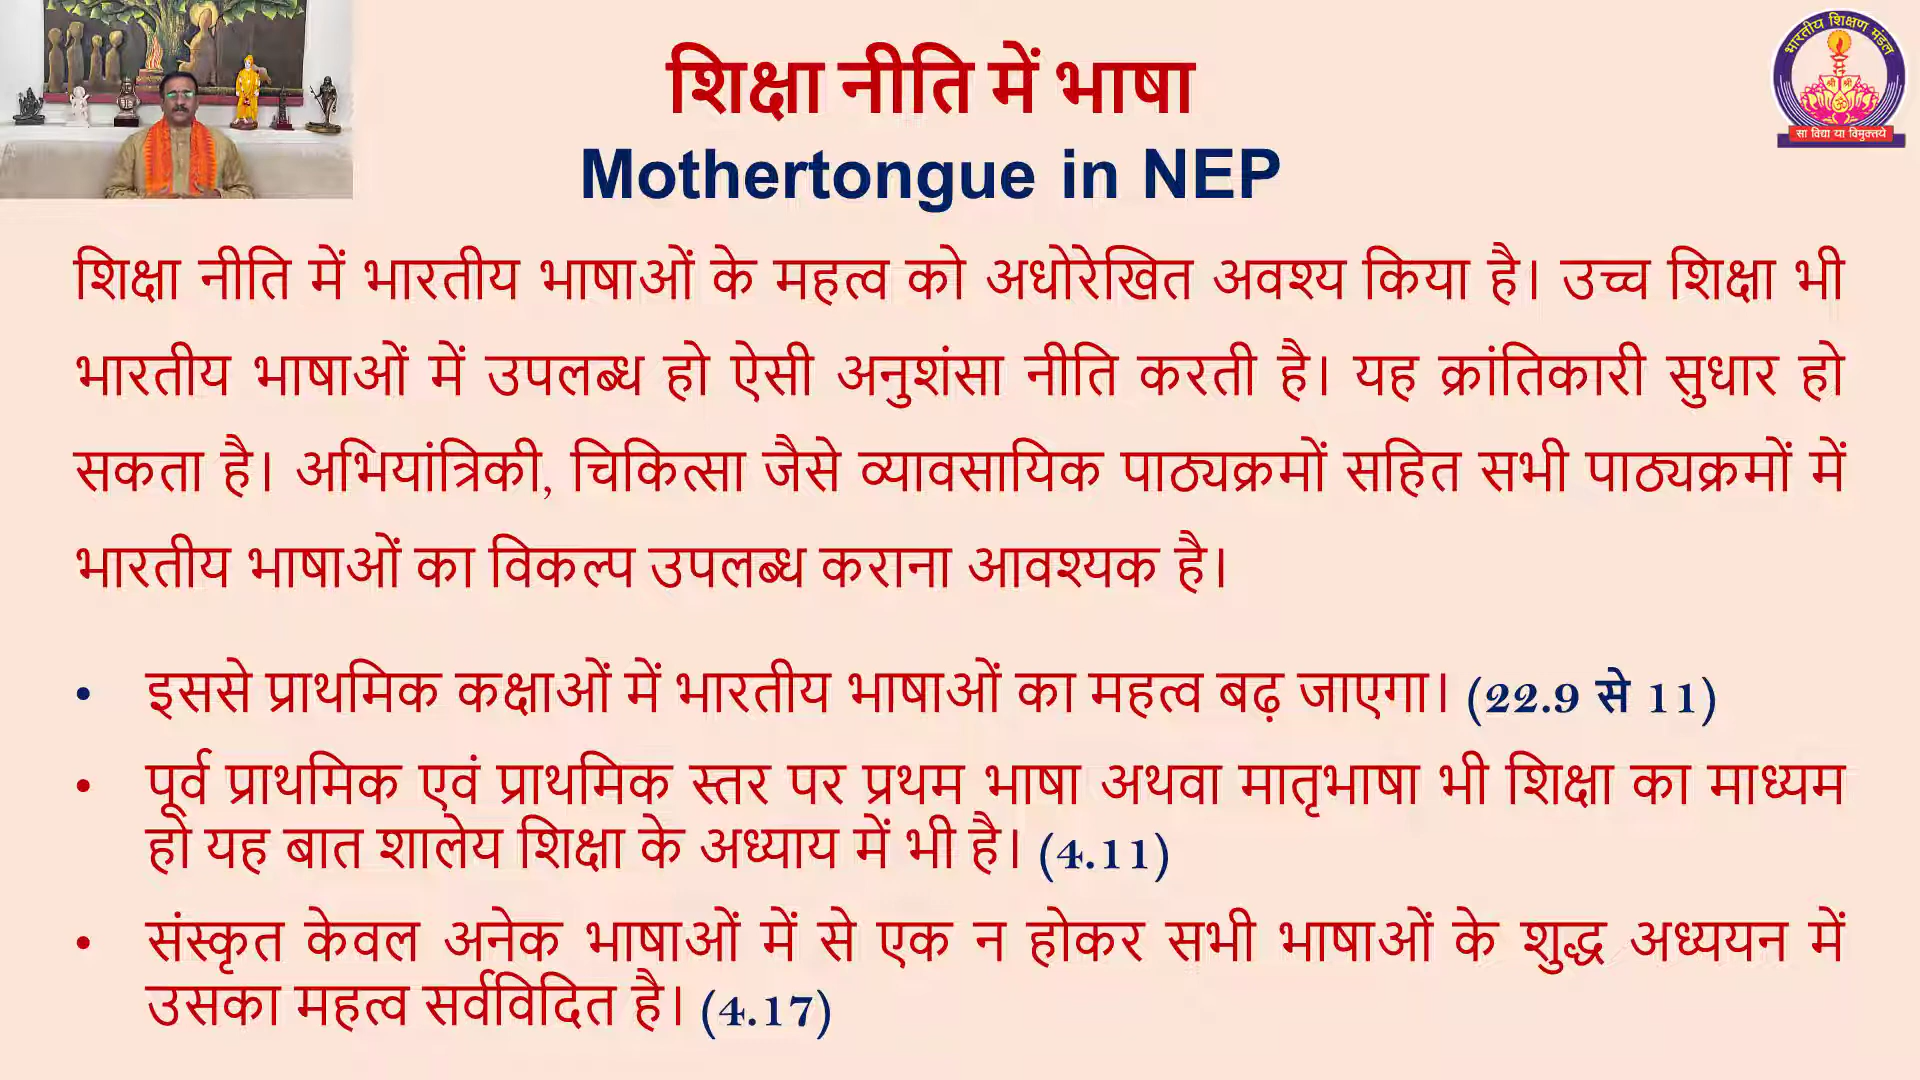 शिक्षा नीति में भाषा
Mothertongue in NEP
भारतीय शिक्षण मंडल
सा विद्या या विमुक्तये
शिक्षा नीति में भारतीय भाषाओं के महत्व को अधोरेखित अवश्य किया है। उच्च शिक्षा भी
भारतीय भाषाओं में उपलब्ध हो ऐसी अनुशंसा नीति करती है। यह क्रांतिकारी सुधार हो
सकता है। अभियांत्रिकी, चिकित्सा जैसे व्यावसायिक पाठ्यक्रमों सहित सभी पाठ्यक्रमों में
भारतीय भाषाओं का विकल्प उपलब्ध कराना आवश्यक है।
• इससे प्राथमिक कक्षाओं में भारतीय भाषाओं का महत्व बढ़ जाएगा। (22.9 से 11)
• पूर्व प्राथमिक एवं प्राथमिक स्तर पर प्रथम भाषा अथवा मातृभाषा भी शिक्षा का माध्यम
हो यह बात शालेय शिक्षा के अध्याय में भी है। (4.11)
• संस्कृत केवल अनेक भाषाओं में से एक न होकर सभी भाषाओं के शुद्ध अध्ययन में
उसका महत्व सर्वविदित है। (4.17)